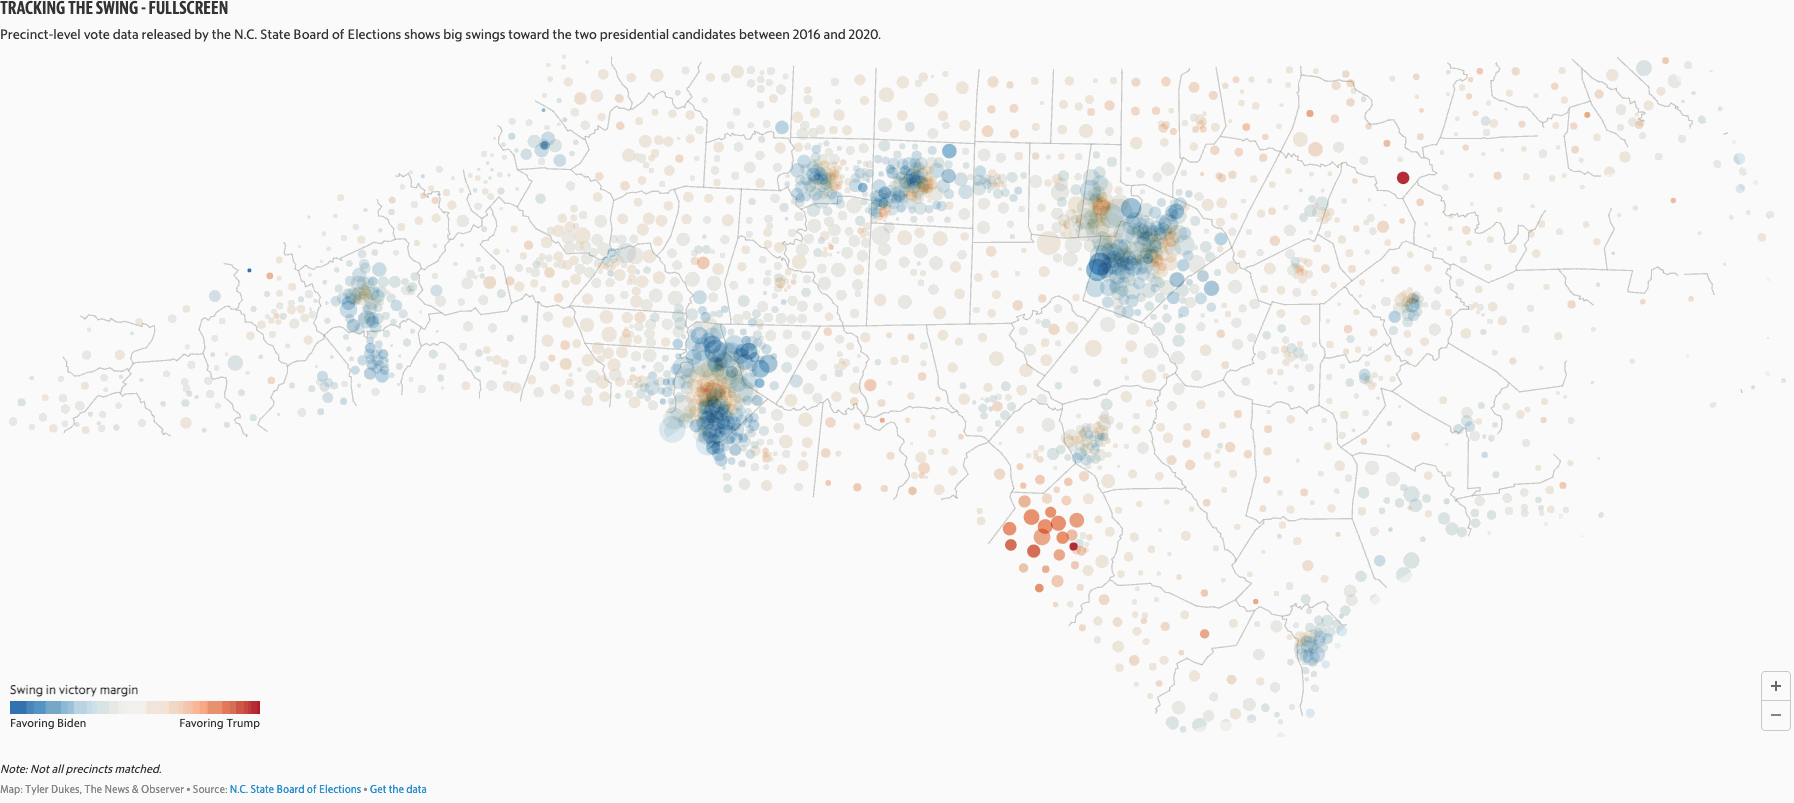 TRACKING THE SWING - FULLSCREEN
Precinct-level vote data released by the N.C. State Board of Elections shows big swings toward the two presidential candidates between 2016 and 2020.
Swing in victory margin
Favoring Biden Favoring Trump
+
−
Note: Not all precincts matched.
Map: Tyler Dukes, The News & Observer • Source: N.C. State Board of Elections • Get the data